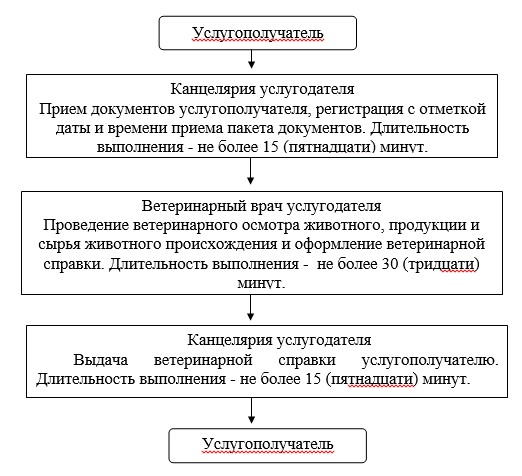 Услугополучатель
Канцелярия услугодателя
Прием документов услугополучателя, регистрация с отметкой
даты и времени приема пакета документов. Длительность
выполнения - не более 15 (пятнадцати) минут.
Ветеринарный врач услугодателя
Проведение ветеринарного осмотра животного, продукции и
сырья животного происхождения и оформление ветеринарной
справки. Длительность выполнения - не более 30 (тридцати)
минут.
Канцелярия услугодателя
Выдача ветеринарной справки услугополучателю.
Длительность выполнения - не более 15 (пятнадцати) минут.
Услугополучатель